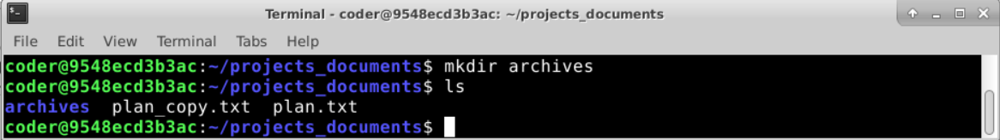 Terminal - coder@9548ecd3b3ac: ~/projects_documents
File Edit View Terminal Tabs Help
coder@9548ecd3b3ac:~/projects_documents$ mkdir archives
coder@9548ecd3b3ac:~/projects_documents$ ls
archives  plan_copy.txt  plan.txt
coder@9548ecd3b3ac:~/projects_documents$